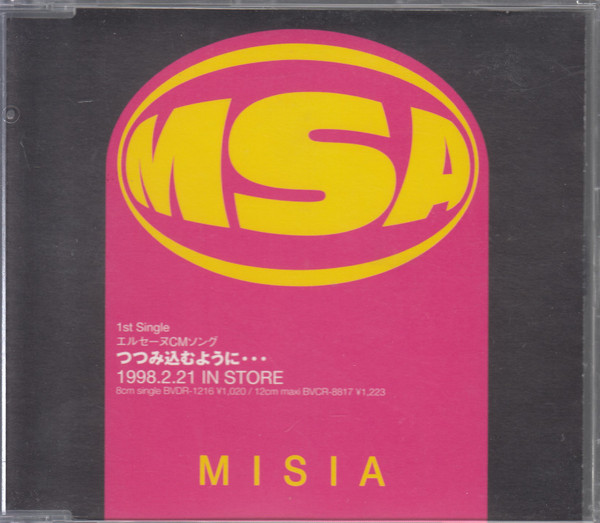 MSA
1st Single
エルセーヌCMソング
つつみ込むように・・・
1998.2.21 IN STORE
8cm single BVDR-1216 ¥1,020 / 12cm maxi BVCR-8817 ¥1,223
MISIA